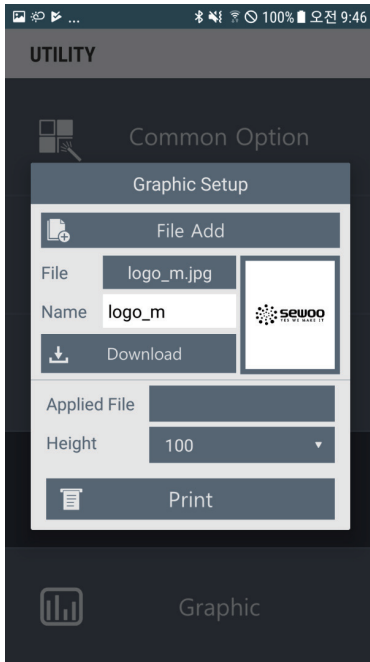 ... 100% 오전 9:46
UTILITY
Common Option
Graphic Setup
File Add
File logo_m.jpg
Name logo_m
sewoo
YES WE MAKE IT
Download
Applied File
Height 100
Print
Graphic